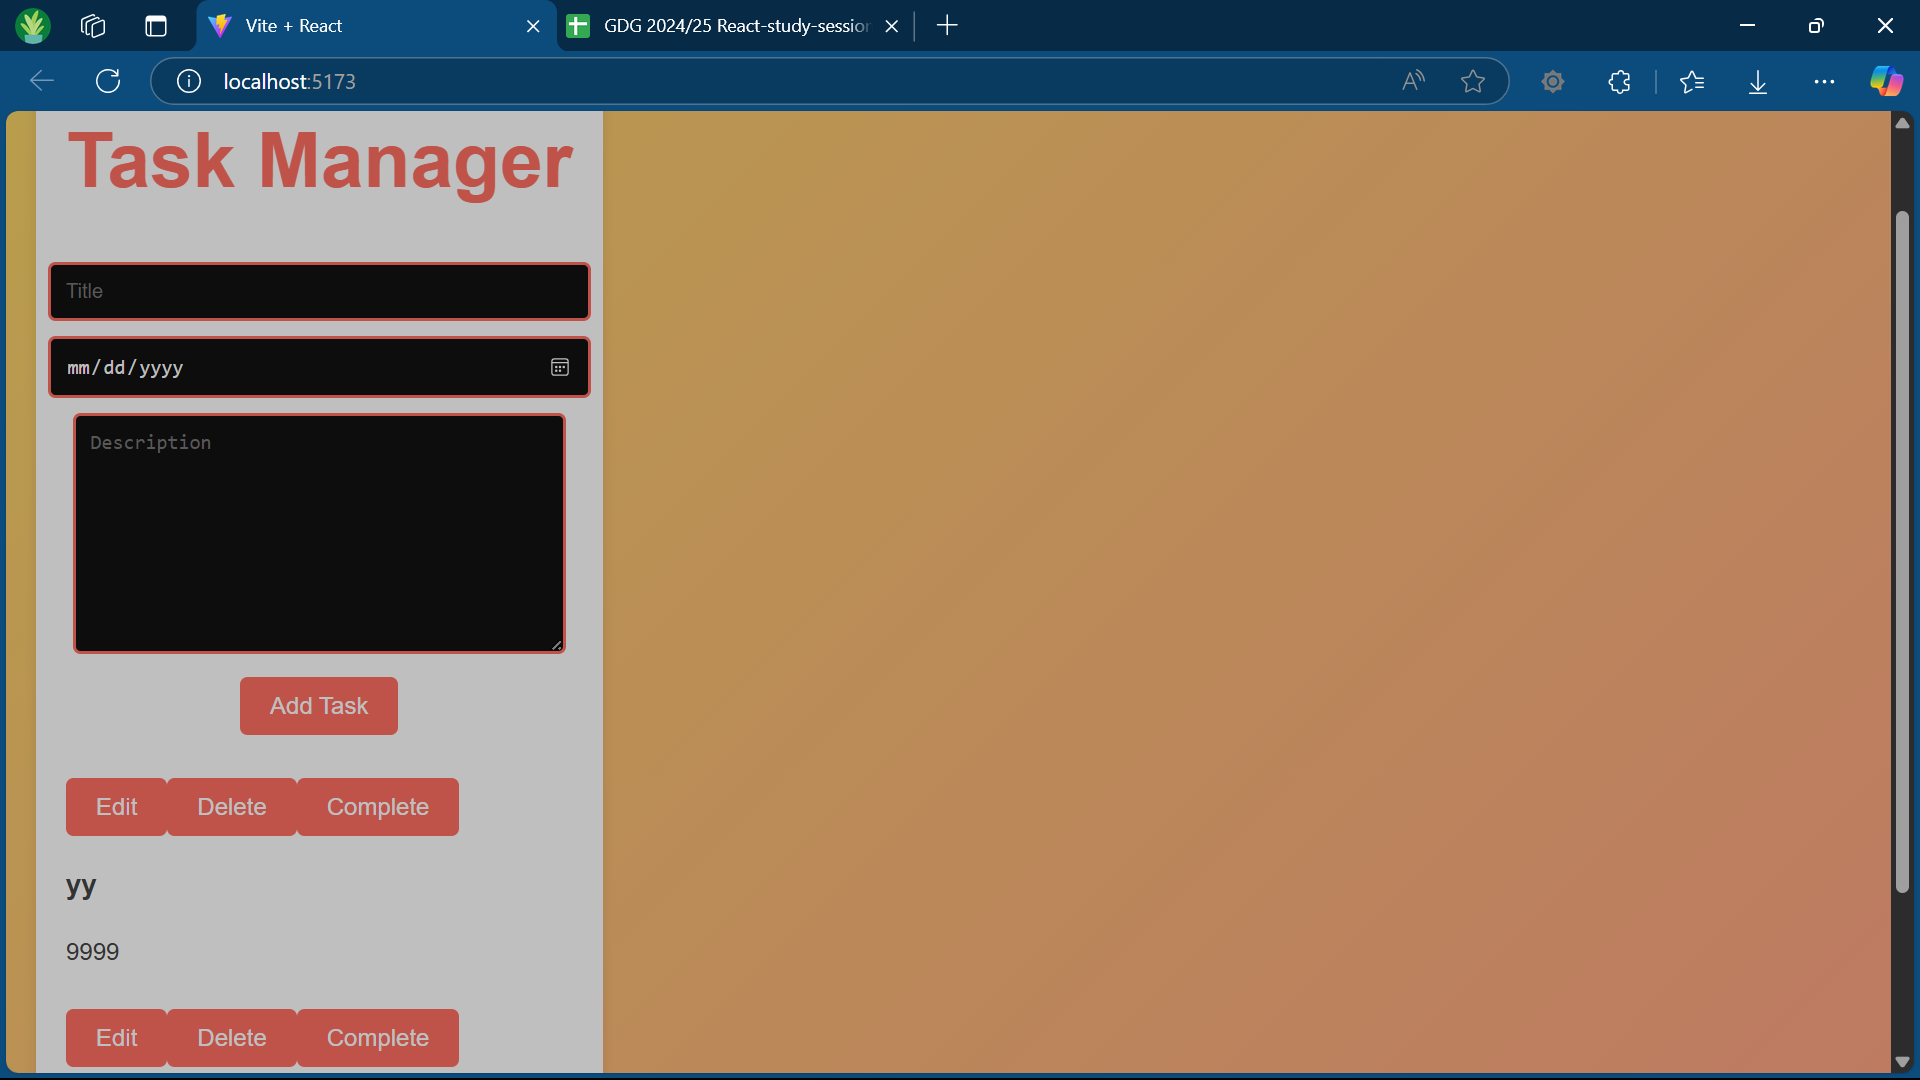 Vite + React
GDG 2024/25 React-study-session
localhost:5173
Task Manager
Title
mm/dd/yyyy
Description
Add Task
Edit Delete Complete
yy
9999
Edit Delete Complete